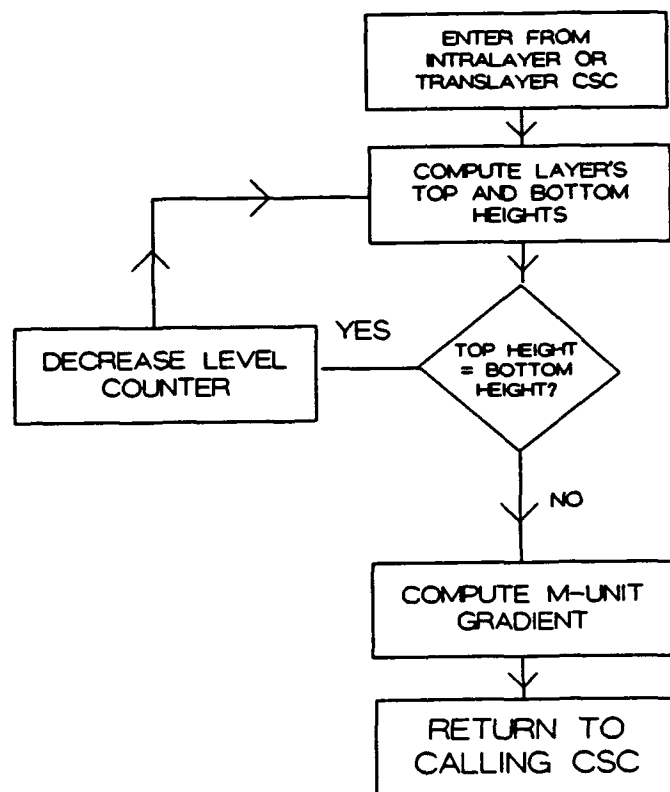 ENTER FROM
INTRALAYER OR
TRANSLAYER CSC
COMPUTE LAYER'S
TOP AND BOTTOM
HEIGHTS
YES
DECREASE LEVEL
COUNTER
TOP HEIGHT
= BOTTOM
HEIGHT?
NO
COMPUTE M-UNIT
GRADIENT
RETURN TO
CALLING CSC